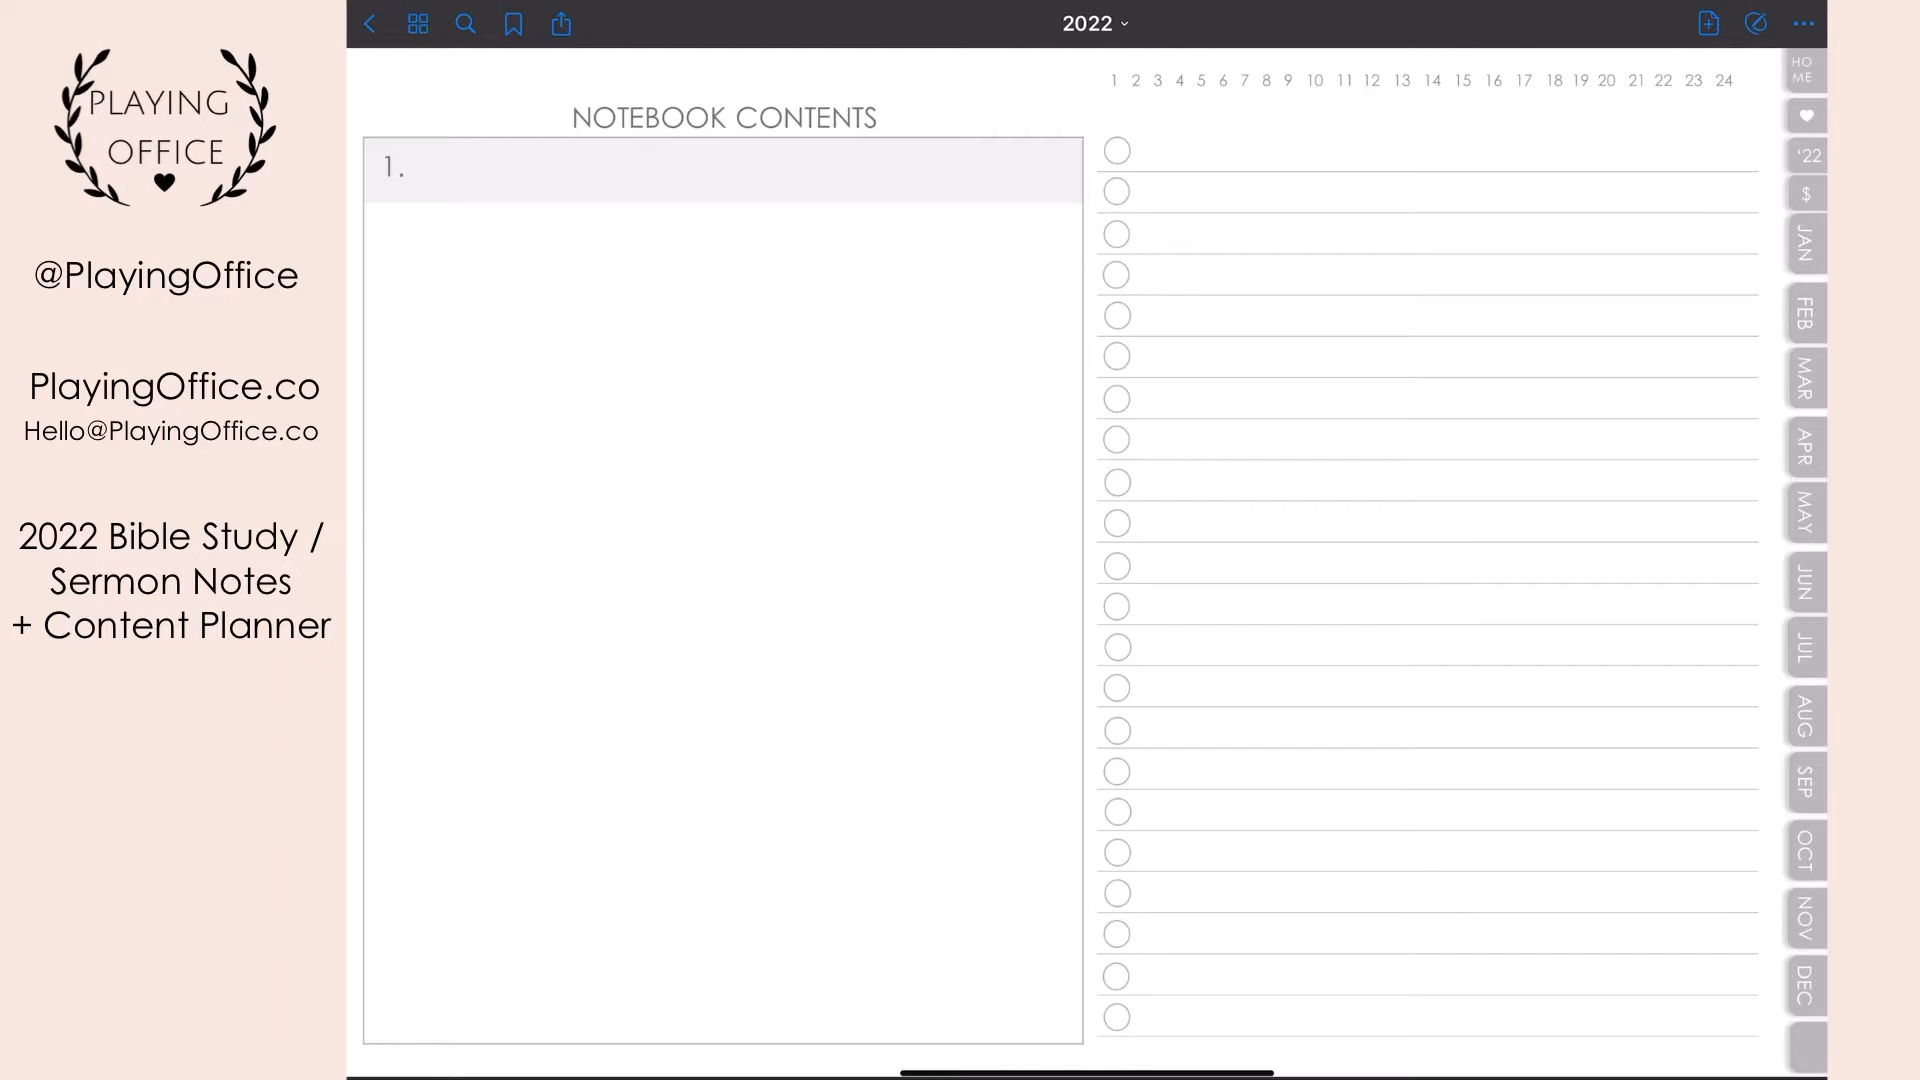 PLAYING
OFFICE
@PlayingOffice
PlayingOffice.co
Hello@PlayingOffice.co
2022 Bible Study /
Sermon Notes
+ Content Planner
2022
1 2 3 4 5 6 7 8 9 10 11 12 13 14 15 16 17 18 19 20 21 22 23 24
NOTEBOOK CONTENTS
1.
HO
ME
'22
$
JAN
FEB
MAR
APR
MAY
JUN
JUL
AUG
SEP
OCT
NOV
DEC